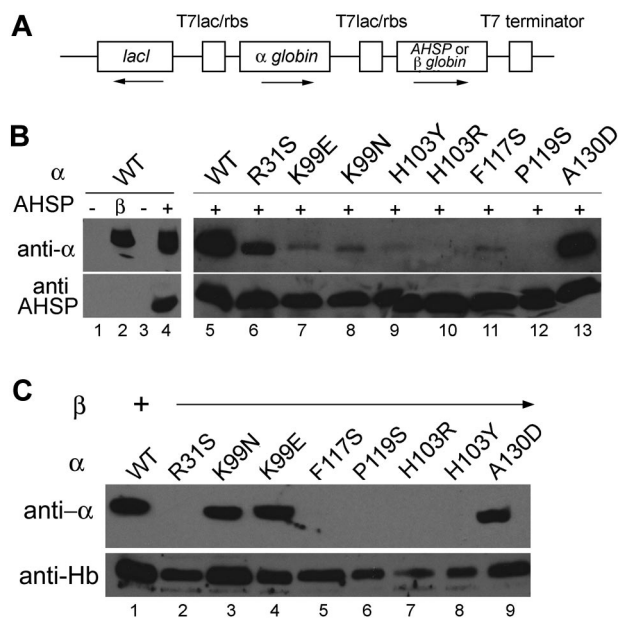 A
T7lac/rbs T7lac/rbs T7 terminator
lacI α globin AHSP or
β globin
B
α WT WT R31S K99E K99N H103Y H103R F117S P119S A130D
AHSP - β - + + + + + + + + + +
anti-α
anti
AHSP
1 2 3 4 5 6 7 8 9 10 11 12 13
C
β +
α WT R31S K99N K99E F117S P119S H103R H103Y A130D
anti–α
anti-Hb
1 2 3 4 5 6 7 8 9